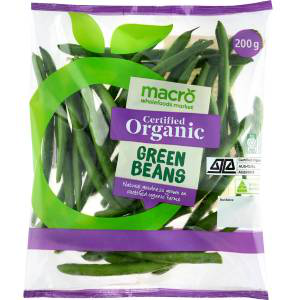 200g
macro
wholefoods market
Certified
Organic
GREEN
BEANS
Natural goodness grown on
certified organic farms